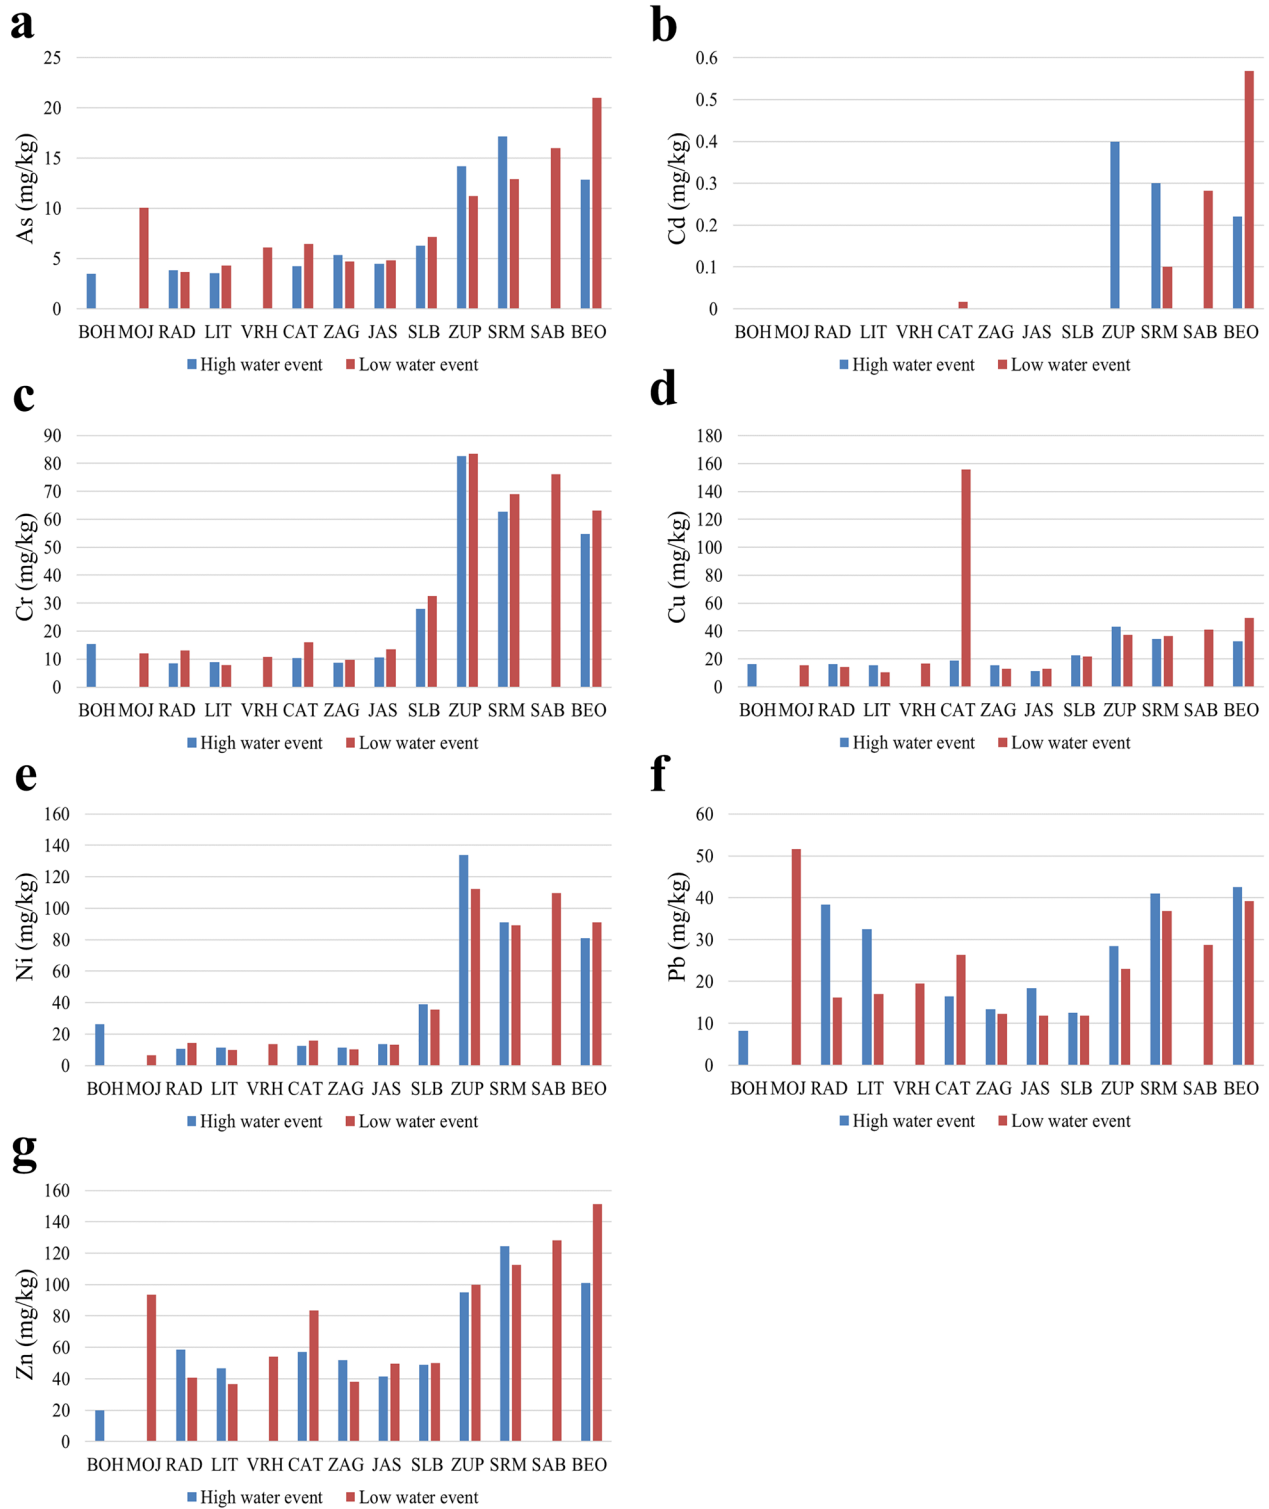 a
As (mg/kg)
25
20
15
10
5
0
BOH MOJ RAD LIT VRH CAT ZAG JAS SLB ZUP SRM SAB BEO
High water event Low water event
b
Cd (mg/kg)
0.6
0.5
0.4
0.3
0.2
0.1
0
BOH MOJ RAD LIT VRH CAT ZAG JAS SLB ZUP SRM SAB BEO
High water event Low water event
c
Cr (mg/kg)
90
80
70
60
50
40
30
20
10
0
BOH MOJ RAD LIT VRH CAT ZAG JAS SLB ZUP SRM SAB BEO
High water event Low water event
d
Cu (mg/kg)
180
160
140
120
100
80
60
40
20
0
BOH MOJ RAD LIT VRH CAT ZAG JAS SLB ZUP SRM SAB BEO
High water event Low water event
e
Ni (mg/kg)
160
140
120
100
80
60
40
20
0
BOH MOJ RAD LIT VRH CAT ZAG JAS SLB ZUP SRM SAB BEO
High water event Low water event
f
Pb (mg/kg)
60
50
40
30
20
10
0
BOH MOJ RAD LIT VRH CAT ZAG JAS SLB ZUP SRM SAB BEO
High water event Low water event
g
Zn (mg/kg)
160
140
120
100
80
60
40
20
0
BOH MOJ RAD LIT VRH CAT ZAG JAS SLB ZUP SRM SAB BEO
High water event Low water event